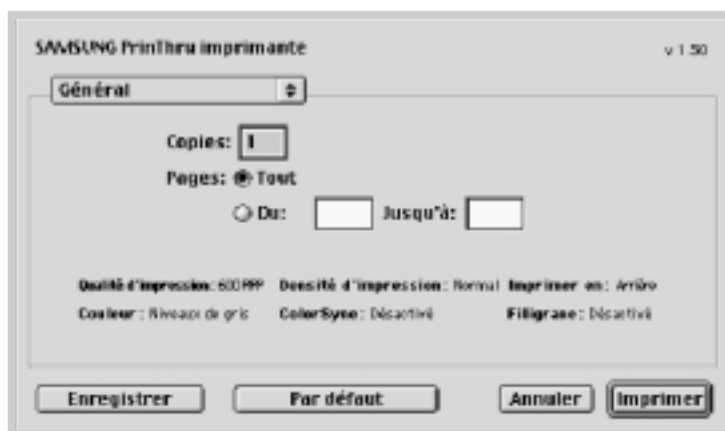 SAMSUNG PrinThru imprimante v 1.50
Général
Copies: 1
Pages: Tout
Du: Jusqu'à:
Qualité d'impression: 600 PPP Densité d'impression: Normal Imprimer en: Arrière
Couleur: Niveaux de gris ColorSync: Désactivé Filigrane: Désactivé
Enregistrer Par défaut Annuler Imprimer